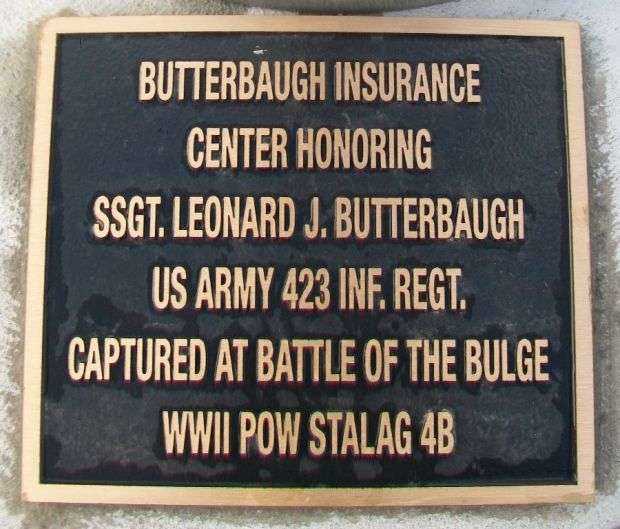 BUTTERBAUGH INSURANCE
CENTER HONORING
SSGT. LEONARD J. BUTTERBAUGH
US ARMY 423 INF. REGT.
CAPTURED AT BATTLE OF THE BULGE
WWII POW STALAG 4B